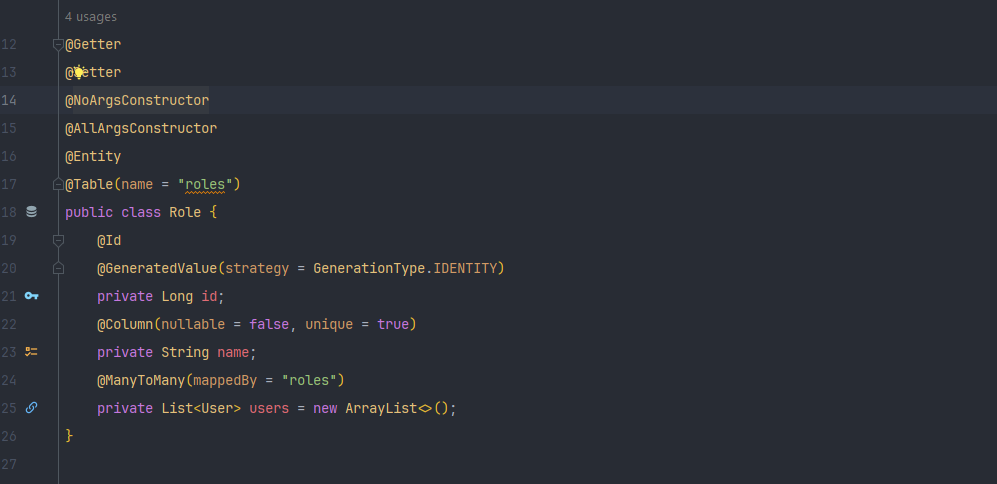 4 usages
12 @Getter
13 @Setter
14 @NoArgsConstructor
15 @AllArgsConstructor
16 @Entity
17 @Table(name = "roles")
18 public class Role {
19     @Id
20     @GeneratedValue(strategy = GenerationType.IDENTITY)
21     private Long id;
22     @Column(nullable = false, unique = true)
23     private String name;
24     @ManyToMany(mappedBy = "roles")
25     private List<User> users = new ArrayList<>();
26 }
27